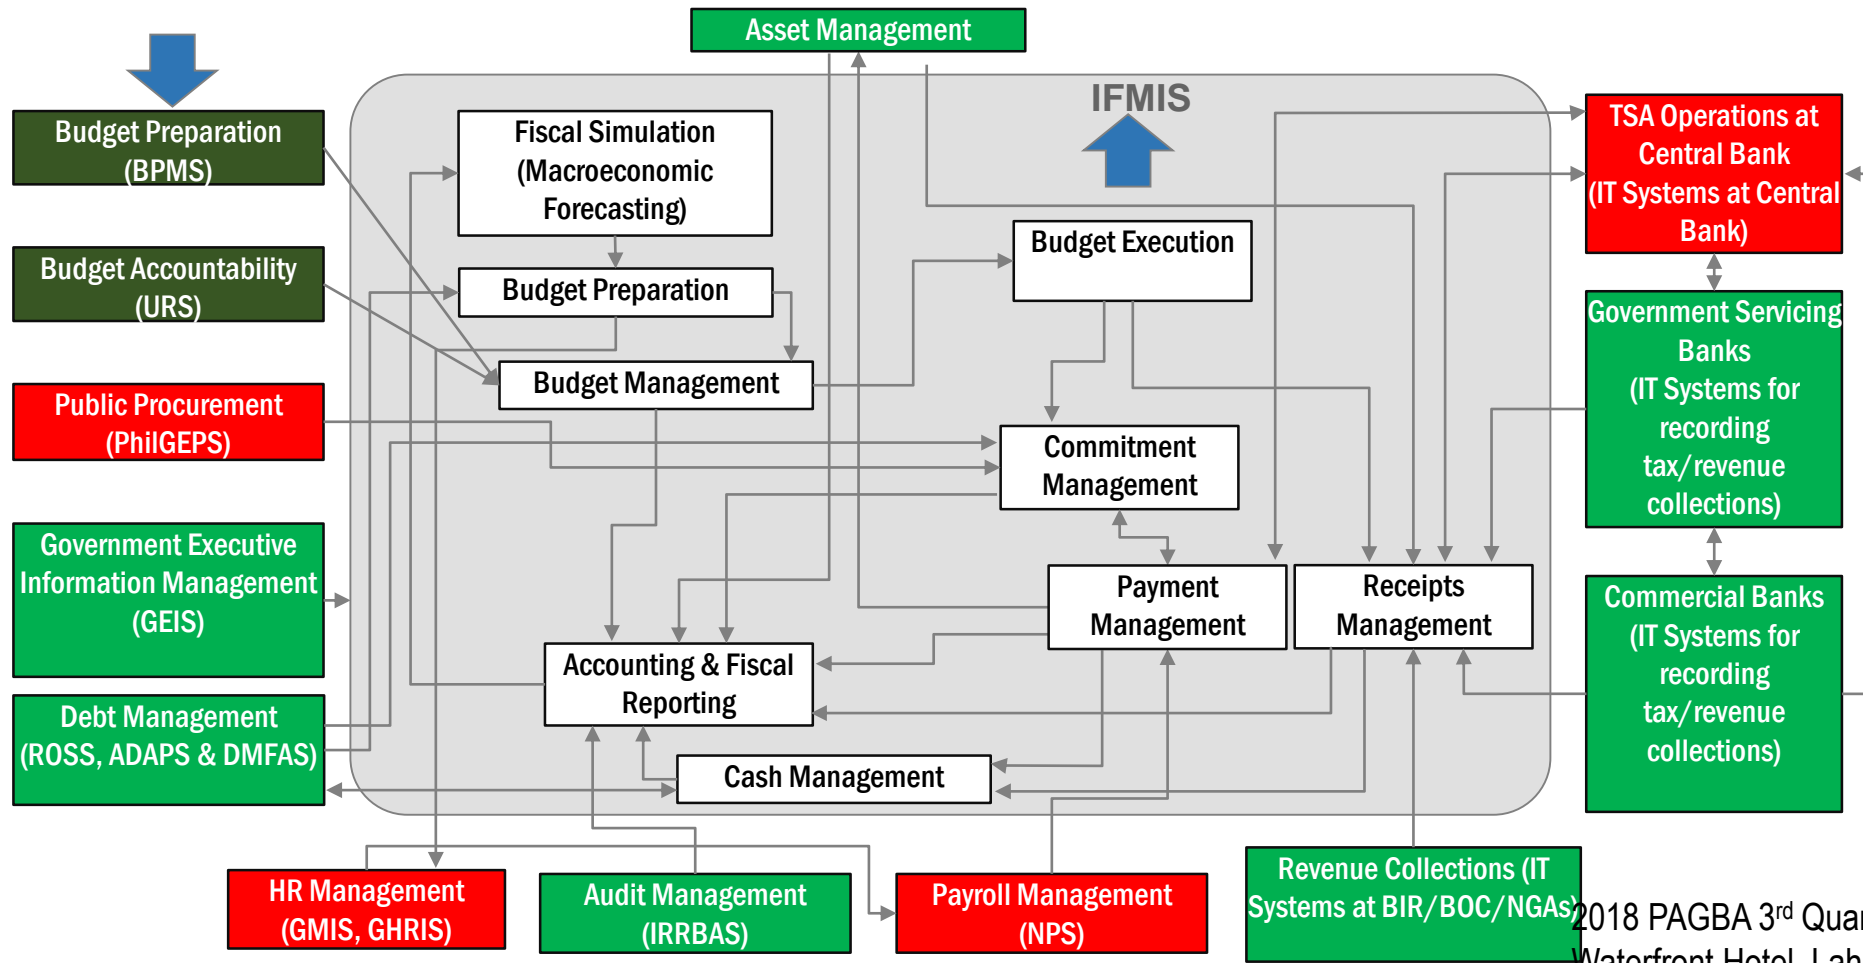 Asset Management
IFMIS
Budget Preparation
(BPMS)
Budget Accountability
(URS)
Public Procurement
(PhilGEPS)
Government Executive
Information Management
(GEIS)
Debt Management
(ROSS, ADAPS & DMFAS)
Fiscal Simulation
(Macroeconomic
Forecasting)
Budget Preparation
Budget Management
Budget Execution
Commitment
Management
Payment
Management
Receipts
Management
Accounting & Fiscal
Reporting
Cash Management
TSA Operations at
Central Bank
(IT Systems at Central
Bank)
Government Servicing
Banks
(IT Systems for
recording
tax/revenue
collections)
Commercial Banks
(IT Systems for
recording
tax/revenue
collections)
HR Management
(GMIS, GHRIS)
Audit Management
(IRRBAS)
Payroll Management
(NPS)
Revenue Collections (IT
Systems at BIR/BOC/NGAs)
2018 PAGBA 3rd
Waterfront Hotel,